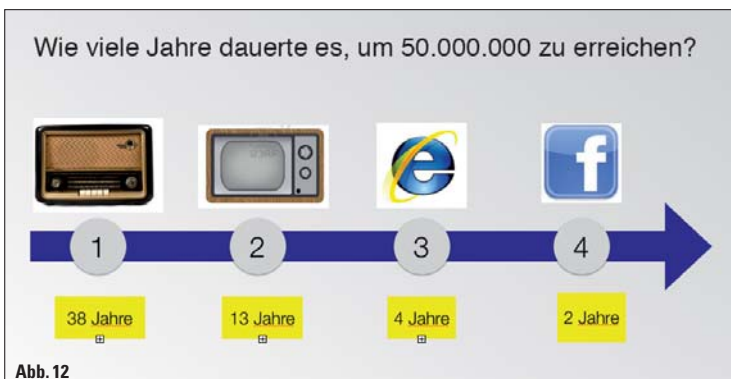 Wie viele Jahre dauerte es, um 50.000.000 zu erreichen?
1
2
3
4
38 Jahre
13 Jahre
4 Jahre
2 Jahre
Abb. 12